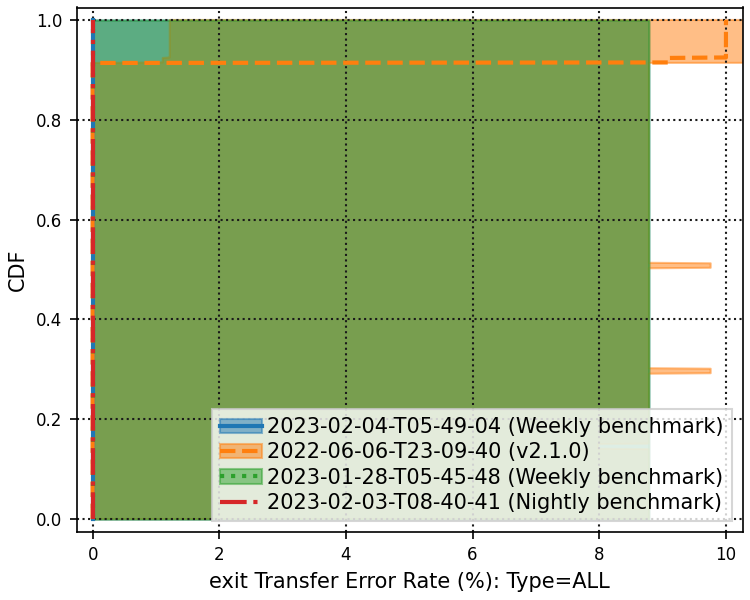 1.0
0.8
0.6
0.4
0.2
0.0
CDF
2023-02-04-T05-49-04 (Weekly benchmark)
2022-06-06-T23-09-40 (v2.1.0)
2023-01-28-T05-45-48 (Weekly benchmark)
2023-02-03-T08-40-41 (Nightly benchmark)
0 2 4 6 8 10
exit Transfer Error Rate (%): Type=ALL